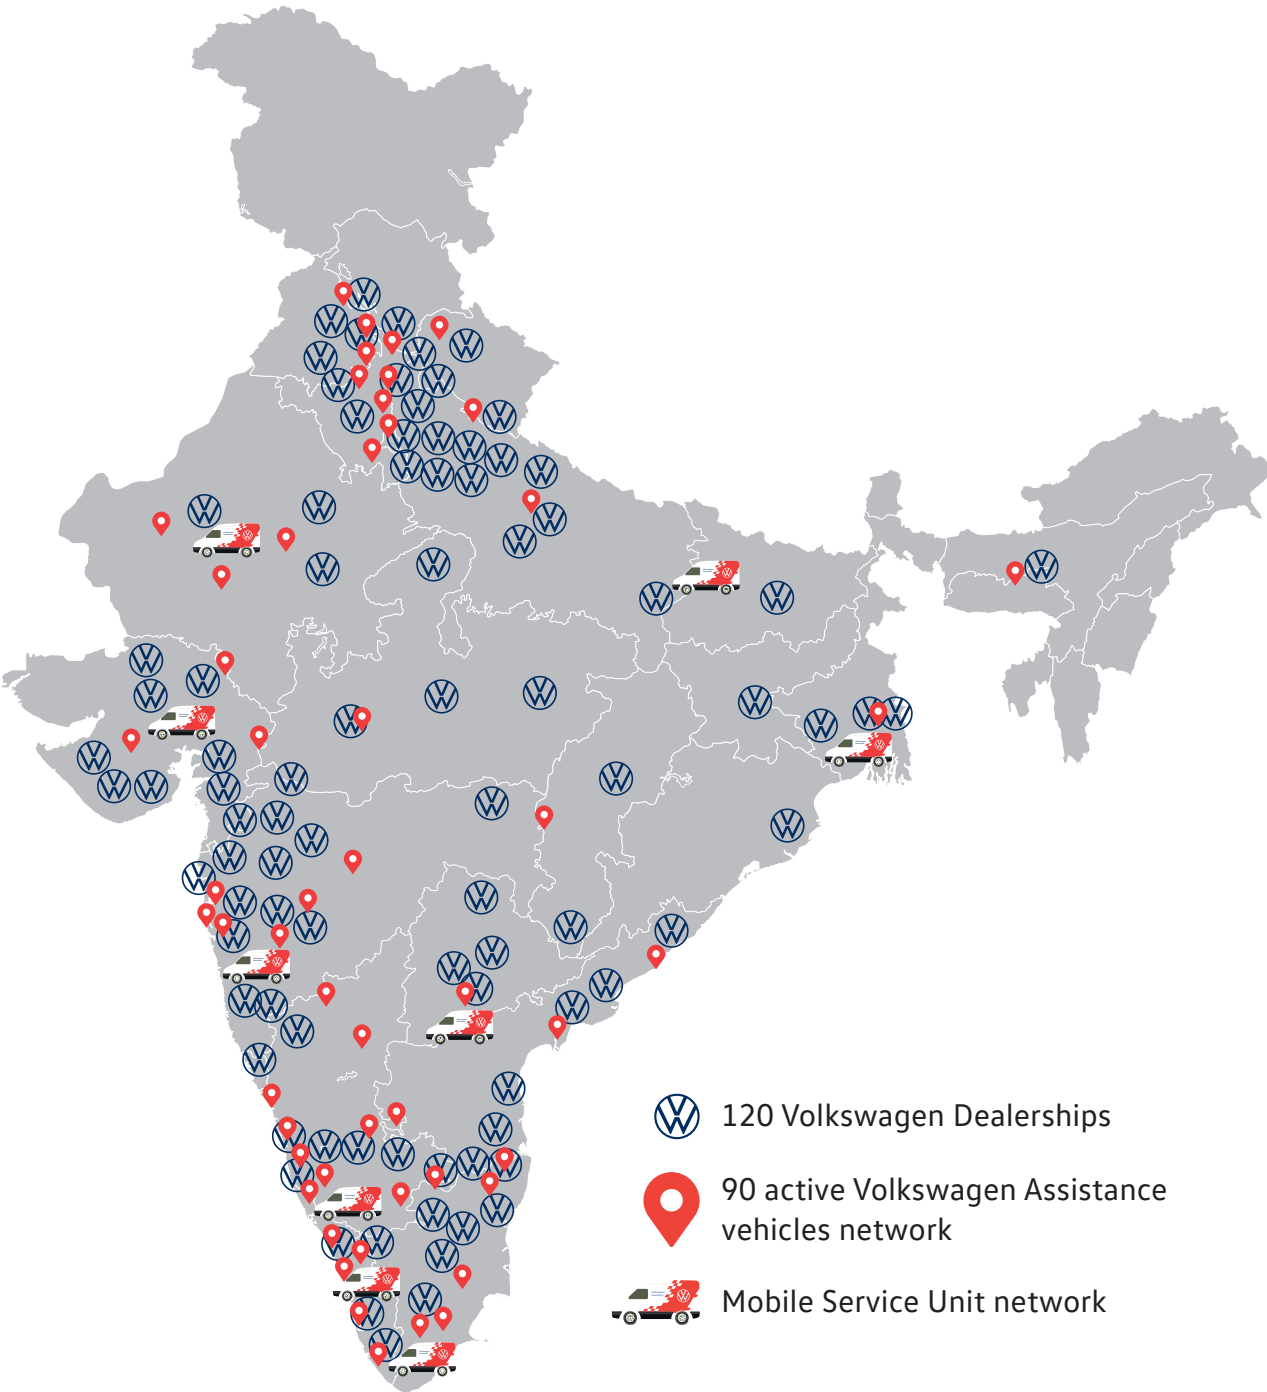 120 Volkswagen Dealerships
90 active Volkswagen Assistance
vehicles network
Mobile Service Unit network